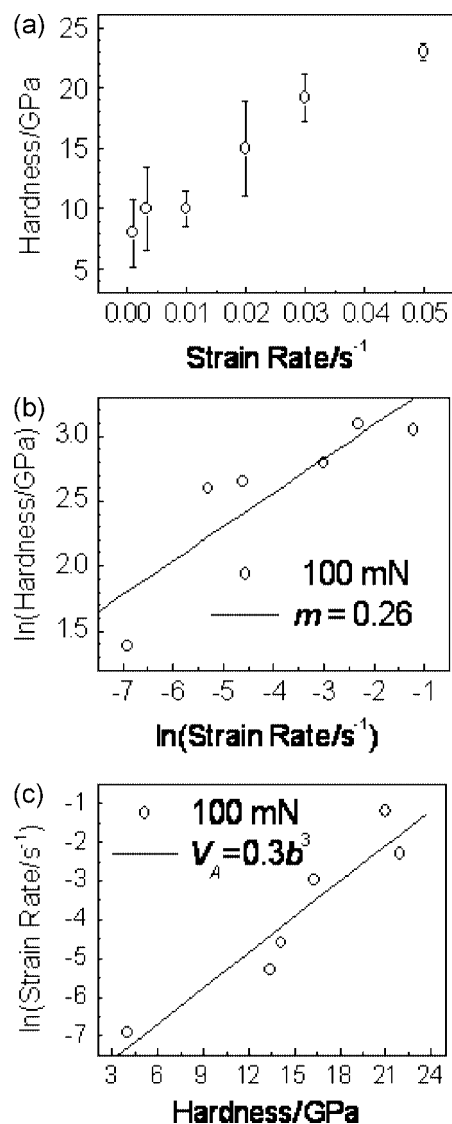 (a)
25
20
15
10
5
Hardness/GPa
0.00 0.01 0.02 0.03 0.04 0.05
Strain Rate/s⁻¹
(b)
3.0
2.5
2.0
1.5
ln(Hardness/GPa)
100 mN
m = 0.26
-7 -6 -5 -4 -3 -2 -1
ln(Strain Rate/s⁻¹)
(c)
-1
-2
-3
-4
-5
-6
-7
ln(Strain Rate/s⁻¹)
100 mN
V_A=0.3b³
3 6 9 12 15 18 21 24
Hardness/GPa